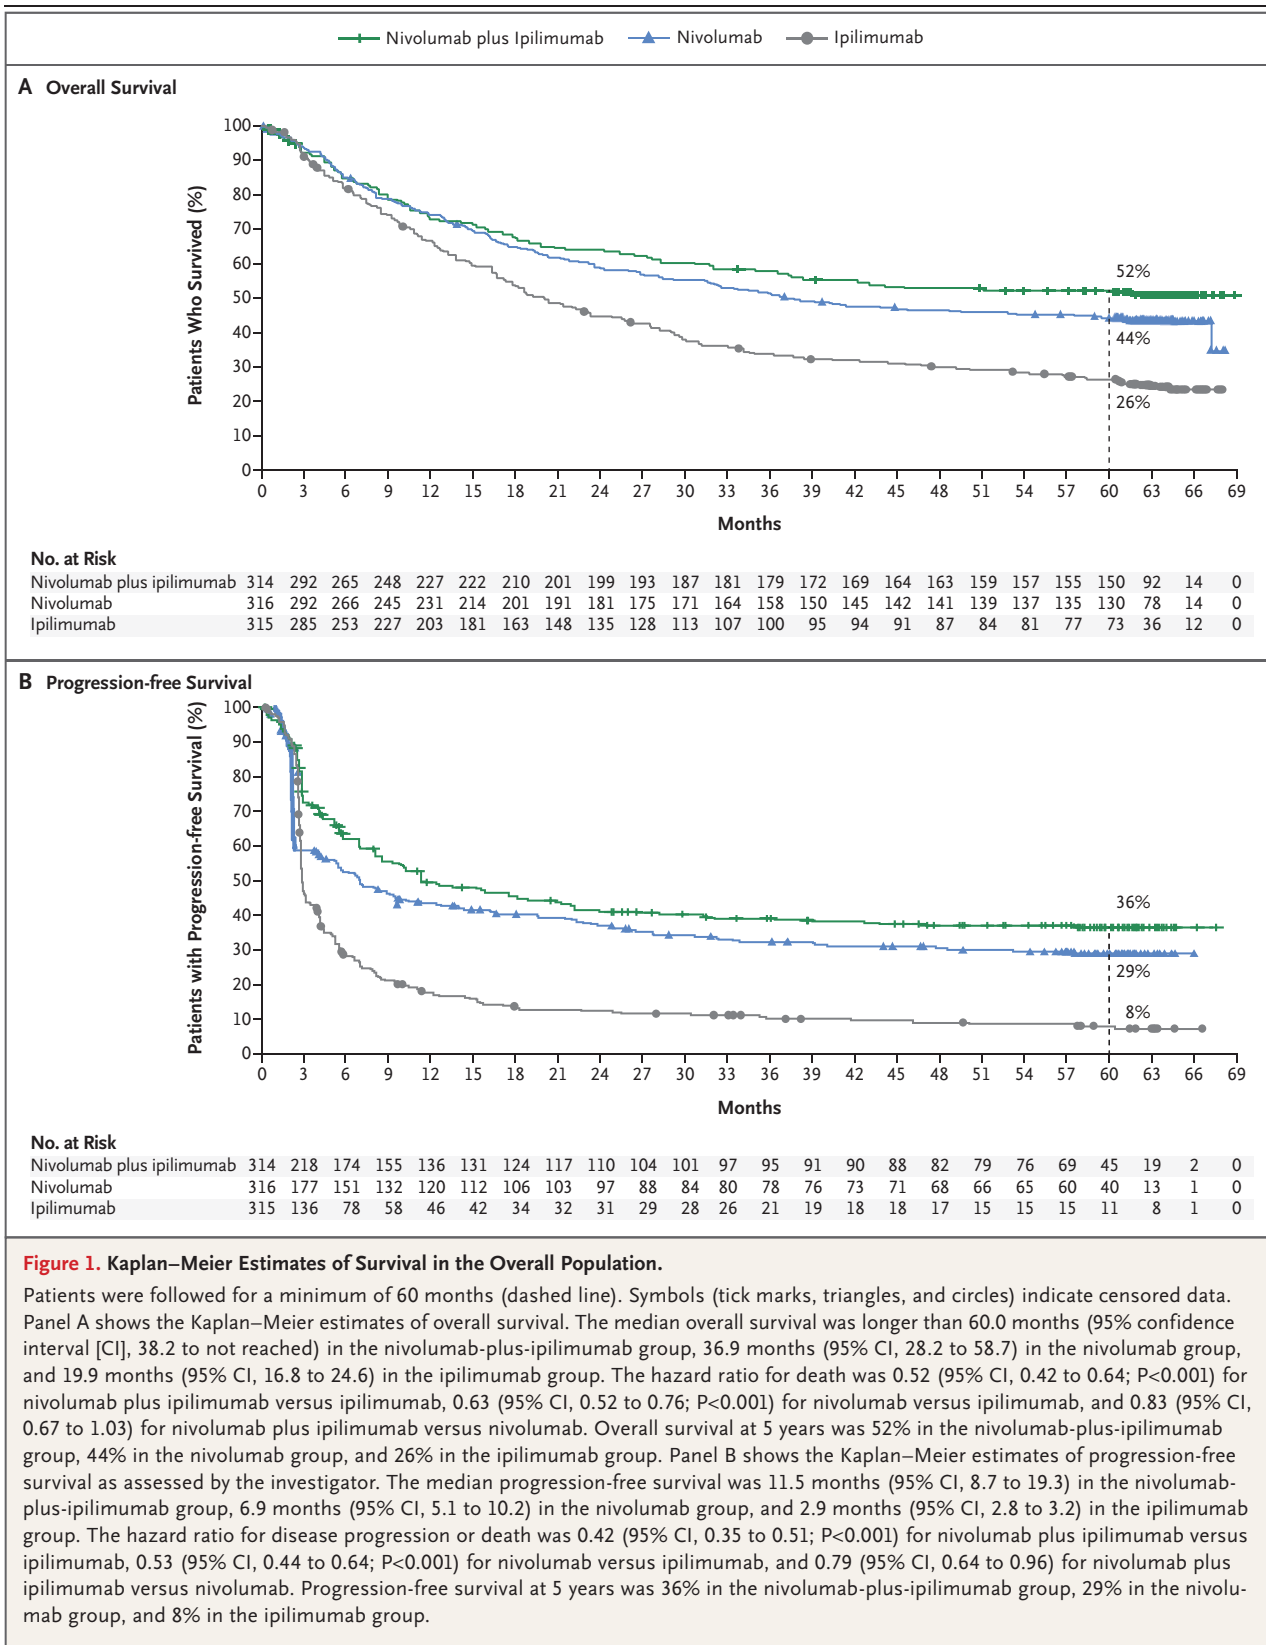 Nivolumab plus Ipilimumab Nivolumab Ipilimumab
A Overall Survival
Patients Who Survived (%)
100
90
80
70
60
50
40
30
20
10
0
52%
44%
26%
0 3 6 9 12 15 18 21 24 27 30 33 36 39 42 45 48 51 54 57 60 63 66 69
Months
No. at Risk
Nivolumab plus ipilimumab 314 292 265 248 227 222 210 201 199 193 187 181 179 172 169 164 163 159 157 155 150 92 14 0
Nivolumab 316 292 266 245 231 214 201 191 181 175 171 164 158 150 145 142 141 139 137 135 130 78 14 0
Ipilimumab 315 285 253 227 203 181 163 148 135 128 113 107 100 95 94 91 87 84 81 77 73 36 12 0
B Progression-free Survival
Patients with Progression-free Survival (%)
100
90
80
70
60
50
40
30
20
10
0
36%
29%
8%
0 3 6 9 12 15 18 21 24 27 30 33 36 39 42 45 48 51 54 57 60 63 66 69
Months
No. at Risk
Nivolumab plus ipilimumab 314 218 174 155 136 131 124 117 110 104 101 97 95 91 90 88 82 79 76 69 45 19 2 0
Nivolumab 316 177 151 132 120 112 106 103 97 88 84 80 78 76 73 71 68 66 65 60 40 13 1 0
Ipilimumab 315 136 78 58 46 42 34 32 31 29 28 26 21 19 18 18 17 15 15 15 11 8 1 0
Figure 1. Kaplan–Meier Estimates of Survival in the Overall Population.
Patients were followed for a minimum of 60 months (dashed line). Symbols (tick marks, triangles, and circles) indicate censored data.
Panel A shows the Kaplan–Meier estimates of overall survival. The median overall survival was longer than 60.0 months (95% confidence
interval [CI], 38.2 to not reached) in the nivolumab-plus-ipilimumab group, 36.9 months (95% CI, 28.2 to 58.7) in the nivolumab group,
and 19.9 months (95% CI, 16.8 to 24.6) in the ipilimumab group. The hazard ratio for death was 0.52 (95% CI, 0.42 to 0.64; P<0.001) for
nivolumab plus ipilimumab versus ipilimumab, 0.63 (95% CI, 0.52 to 0.76; P<0.001) for nivolumab versus ipilimumab, and 0.83 (95% CI,
0.67 to 1.03) for nivolumab plus ipilimumab versus nivolumab. Overall survival at 5 years was 52% in the nivolumab-plus-ipilimumab
group, 44% in the nivolumab group, and 26% in the ipilimumab group. Panel B shows the Kaplan–Meier estimates of progression-free
survival as assessed by the investigator. The median progression-free survival was 11.5 months (95% CI, 8.7 to 19.3) in the nivolumab-
plus-ipilimumab group, 6.9 months (95% CI, 5.1 to 10.2) in the nivolumab group, and 2.9 months (95% CI, 2.8 to 3.2) in the ipilimumab
group. The hazard ratio for disease progression or death was 0.42 (95% CI, 0.35 to 0.51; P<0.001) for nivolumab plus ipilimumab versus
ipilimumab, 0.53 (95% CI, 0.44 to 0.64; P<0.001) for nivolumab versus ipilimumab, and 0.79 (95% CI, 0.64 to 0.96) for nivolumab plus
ipilimumab versus nivolumab. Progression-free survival at 5 years was 36% in the nivolumab-plus-ipilimumab group, 29% in the nivolu-
mab group, and 8% in the ipilimumab group.